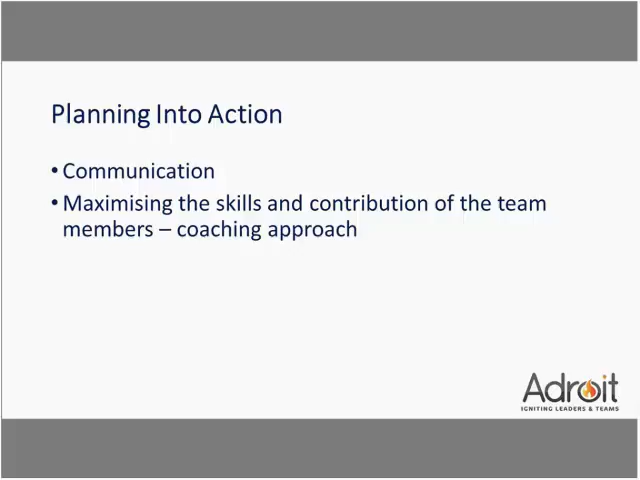 Planning Into Action
• Communication
• Maximising the skills and contribution of the team
members – coaching approach
Adroit
IGNITING LEADERS & TEAMS